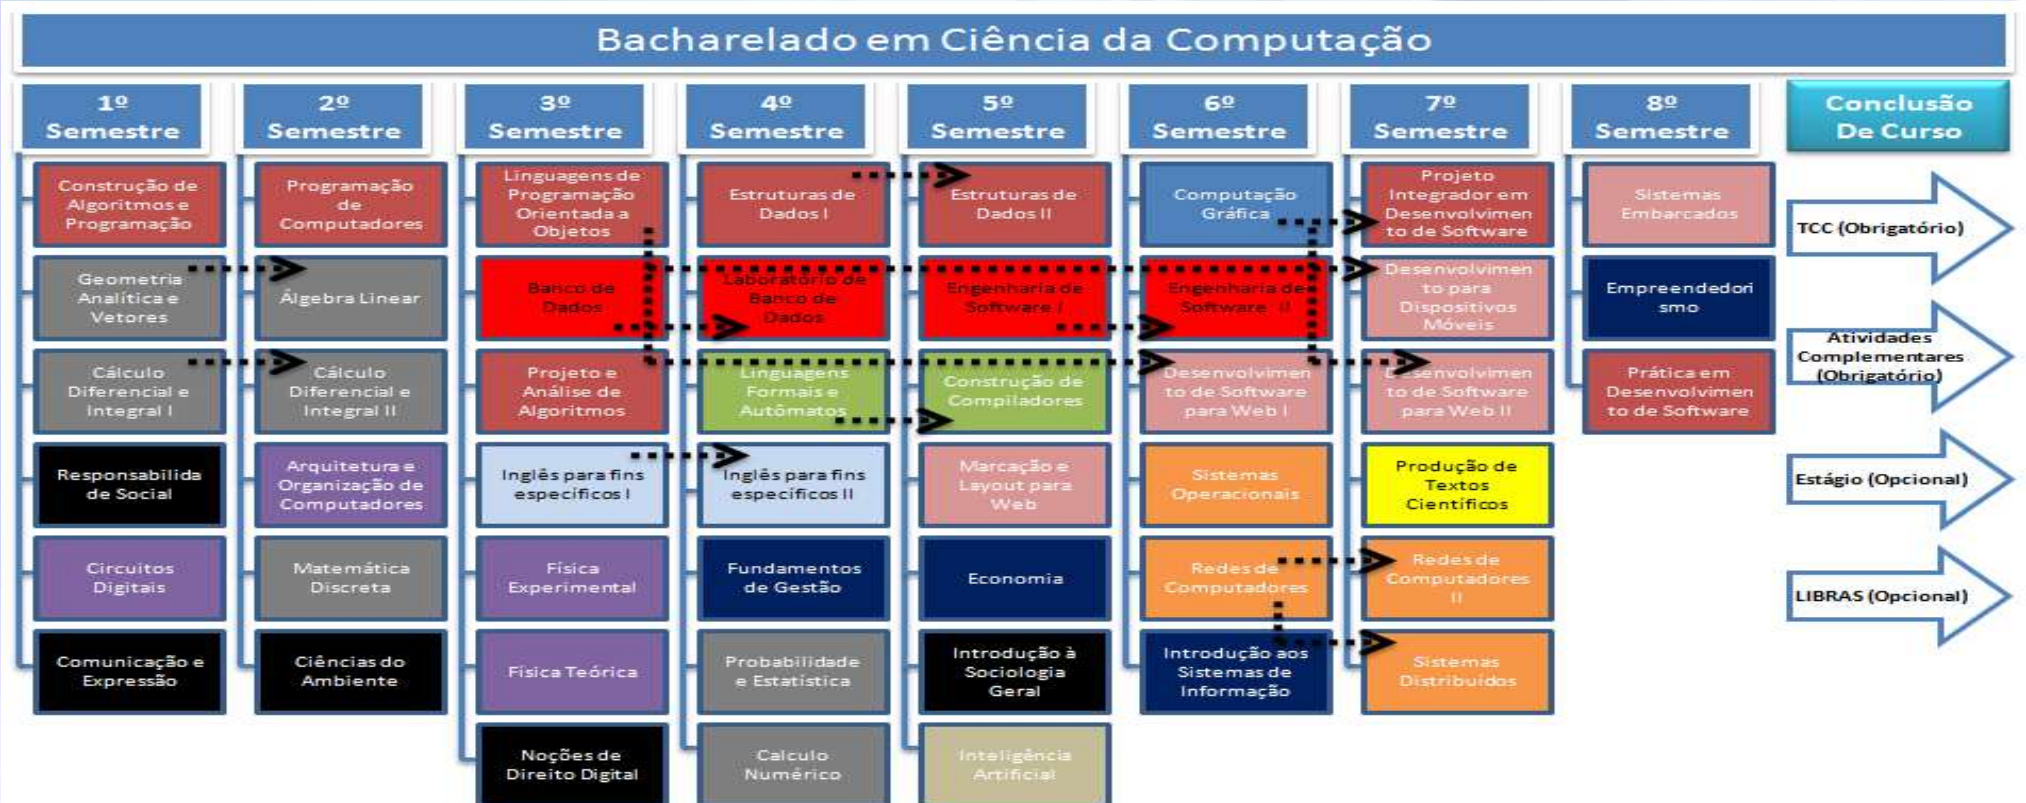 Bacharelado em Ciência da Computação
1º
Semestre
Construção de
Algoritmos e
Programação
Geometria
Analítica e
Vetores
Cálculo
Diferencial e
Integral I
Responsabilida
de Social
Circuitos
Digitais
Comunicação e
Expressão
2º
Semestre
Programação
de
Computadores
Álgebra Linear
Cálculo
Diferencial e
Integral II
Arquitetura e
Organização de
Computadores
Matemática
Discreta
Ciências do
Ambiente
3º
Semestre
Linguagens de
Programação
Orientada a
Objetos
Banco de
Dados
Projeto e
Análise de
Algoritmos
Inglês para fins
específicos I
Física
Experimental
Física Teórica
Noções de
Direito Digital
4º
Semestre
Estruturas de
Dados I
Laboratório de
Banco de
Dados
Linguagens
Formais e
Autômatos
Inglês para fins
específicos II
Fundamentos
de Gestão
Probabilidade
e Estatística
Calculo
Numérico
5º
Semestre
Estruturas de
Dados II
Engenharia de
Software I
Construção de
Compiladores
Marcação e
Layout para
Web
Economia
Introdução à
Sociologia
Geral
Inteligência
Artificial
6º
Semestre
Computação
Gráfica
Engenharia de
Software II
Desenvolvimen
to de Software
para Web I
Sistemas
Operacionais
Redes de
Computadores
Introdução aos
Sistemas de
Informação
7º
Semestre
Projeto
Integrador em
Desenvolvimen
to de Software
Desenvolvimen
to para
Dispositivos
Móveis
Desenvolvimen
to de Software
para Web II
Produção de
Textos
Científicos
Redes de
Computadores
II
Sistemas
Distribuídos
8º
Semestre
Sistemas
Embarcados
Empreendedori
smo
Prática em
Desenvolvimen
to de Software
Conclusão
De Curso
TCC (Obrigatório)
Atividades
Complementares
(Obrigatório)
Estágio (Opcional)
LIBRAS (Opcional)